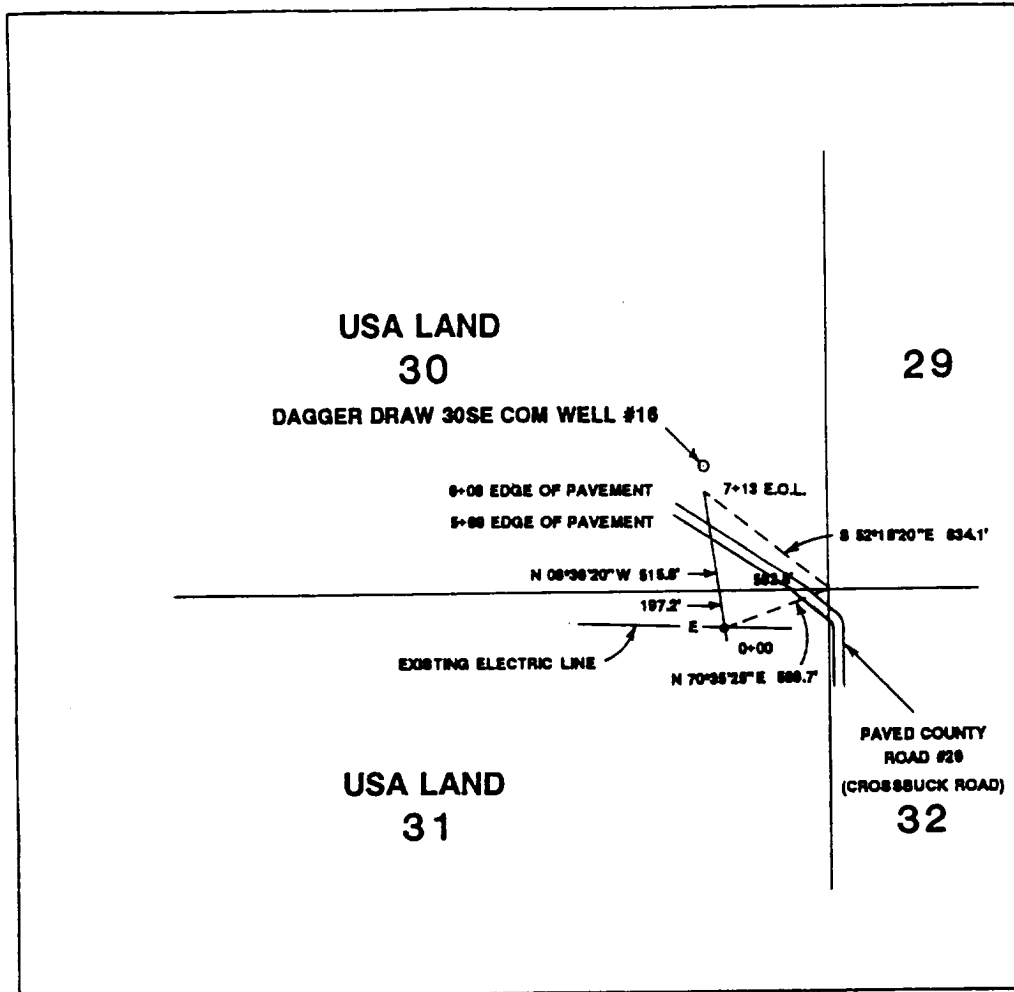 USA LAND
30
29
DAGGER DRAW 30SE COM WELL #16
7+13 E.O.L.
EDGE OF PAVEMENT
EDGE OF PAVEMENT
197.2'
E
0+00
EXISTING ELECTRIC LINE
PAVED COUNTY
ROAD
(CROSSBUCK ROAD)
USA LAND
31
32